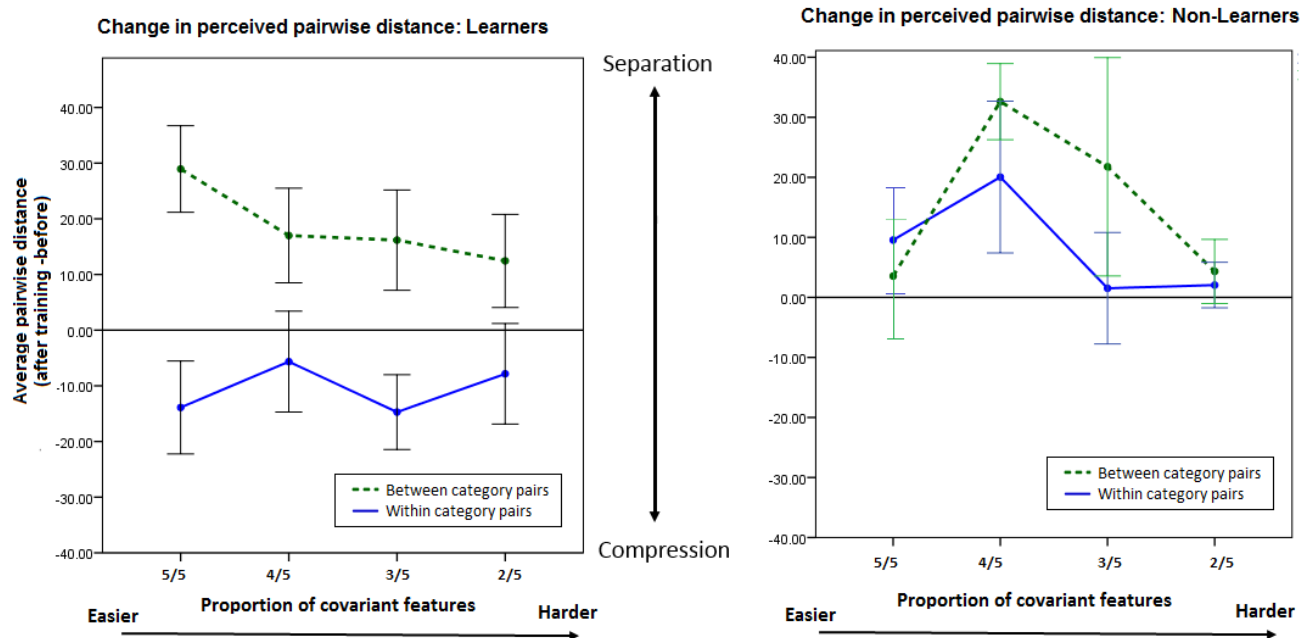 Change in perceived pairwise distance: Learners
Average pairwise distance
(after training -before)
40.00
30.00
20.00
10.00
0.00
-10.00
-20.00
-30.00
-40.00
Between category pairs
Within category pairs
5/5
4/5
3/5
2/5
Easier
Proportion of covariant features
Harder
Separation
Compression
Change in perceived pairwise distance: Non-Learners
40.00
30.00
20.00
10.00
0.00
-10.00
-20.00
-30.00
-40.00
Between category pairs
Within category pairs
5/5
4/5
3/5
2/5
Easier
Proportion of covariant features
Harder